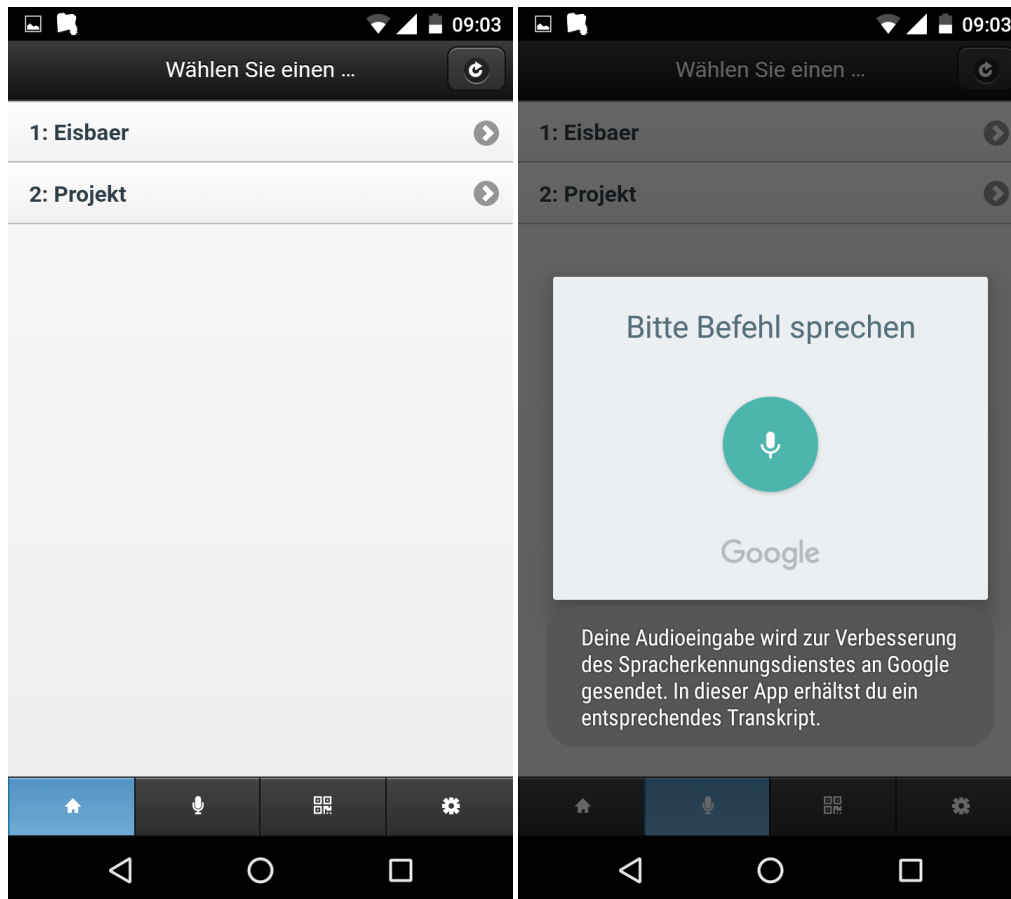 09:03
Wählen Sie einen ...
1: Eisbaer
2: Projekt
09:03
Wählen Sie einen ...
1: Eisbaer
2: Projekt
Bitte Befehl sprechen
Google
Deine Audioeingabe wird zur Verbesserung
des Spracherkennungsdienstes an Google
gesendet. In dieser App erhältst du ein
entsprechendes Transkript.